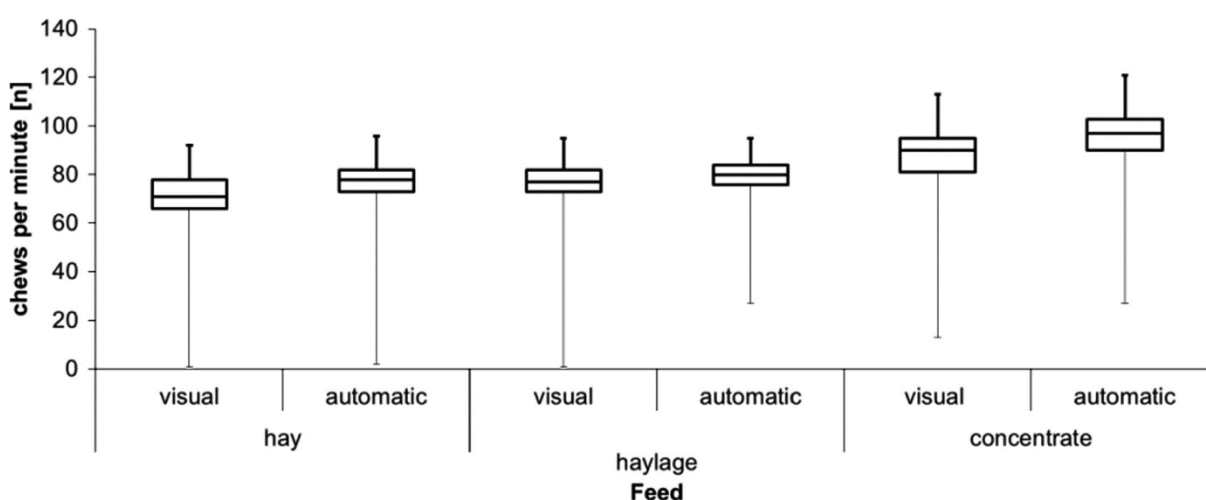 chews per minute [n]
140
120
100
80
60
40
20
0
visual automatic visual automatic visual automatic
hay haylage concentrate
Feed